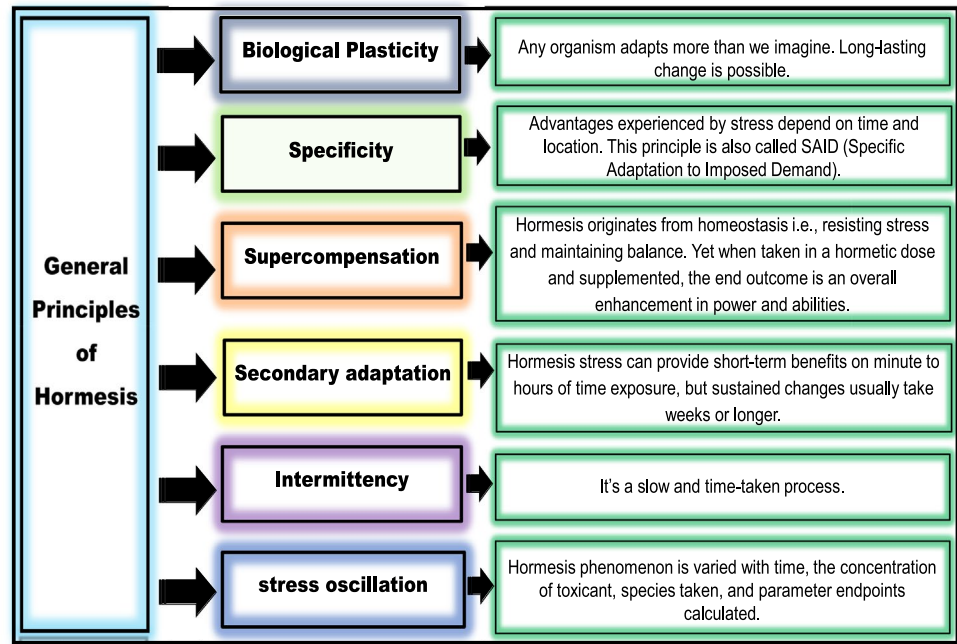 General
Principles
of
Hormesis
Biological Plasticity
Any organism adapts more than we imagine. Long-lasting
change is possible.
Specificity
Advantages experienced by stress depend on time and
location. This principle is also called SAID (Specific
Adaptation to Imposed Demand).
Supercompensation
Hormesis originates from homeostasis i.e., resisting stress
and maintaining balance. Yet when taken in a hormetic dose
and supplemented, the end outcome is an overall
enhancement in power and abilities.
Secondary adaptation
Hormesis stress can provide short-term benefits on minute to
hours of time exposure, but sustained changes usually take
weeks or longer.
Intermittency
It's a slow and time-taken process.
stress oscillation
Hormesis phenomenon is varied with time, the concentration
of toxicant, species taken, and parameter endpoints
calculated.